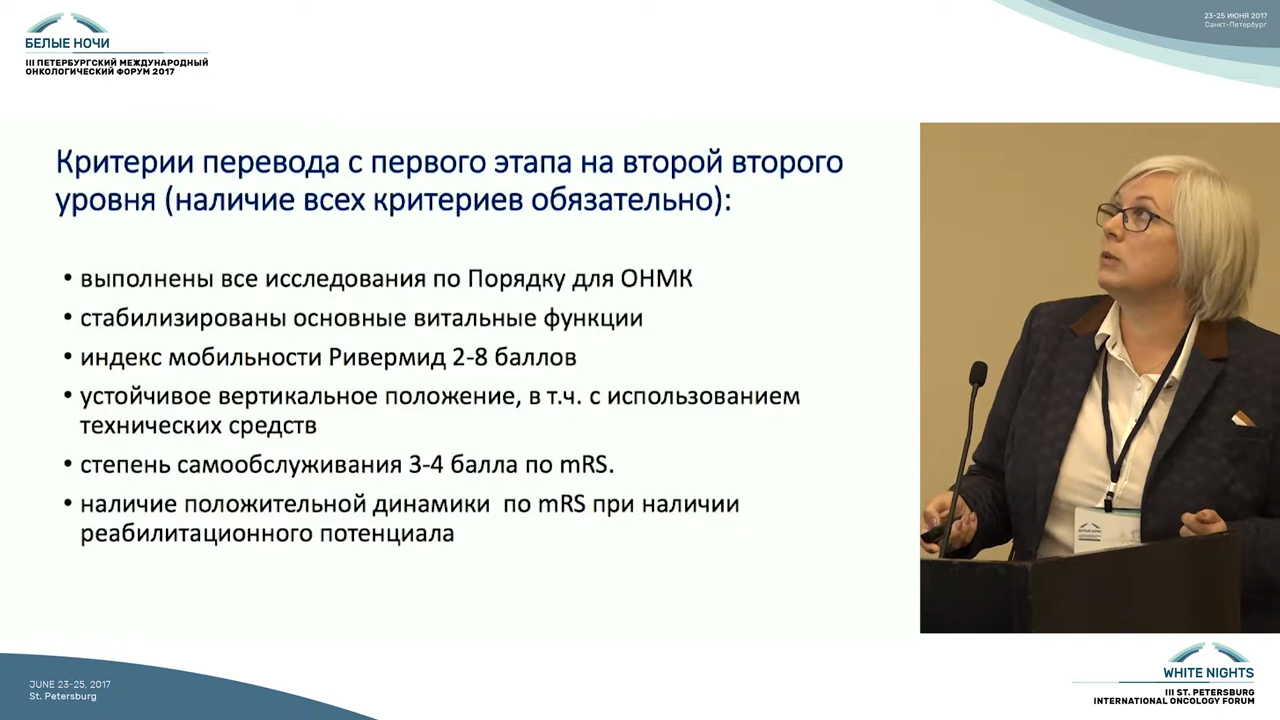 БЕЛЫЕ НОЧИ
III ПЕТЕРБУРГСКИЙ МЕЖДУНАРОДНЫЙ
ОНКОЛОГИЧЕСКИЙ ФОРУМ 2017
23-25 ИЮНЯ 2017
Санкт-Петербург
Критерии перевода с первого этапа на второй второго
уровня (наличие всех критериев обязательно):
• выполнены все исследования по Порядку для ОНМК
• стабилизированы основные витальные функции
• индекс мобильности Ривермид 2-8 баллов
• устойчивое вертикальное положение, в т.ч. с использованием
технических средств
• степень самообслуживания 3-4 балла по mRS.
• наличие положительной динамики по mRS при наличии
реабилитационного потенциала
БЕЛЫЕ НОЧИ
JUNE 23-25, 2017
St. Petersburg
WHITE NIGHTS
III ST. PETERSBURG
INTERNATIONAL ONCOLOGY FORUM